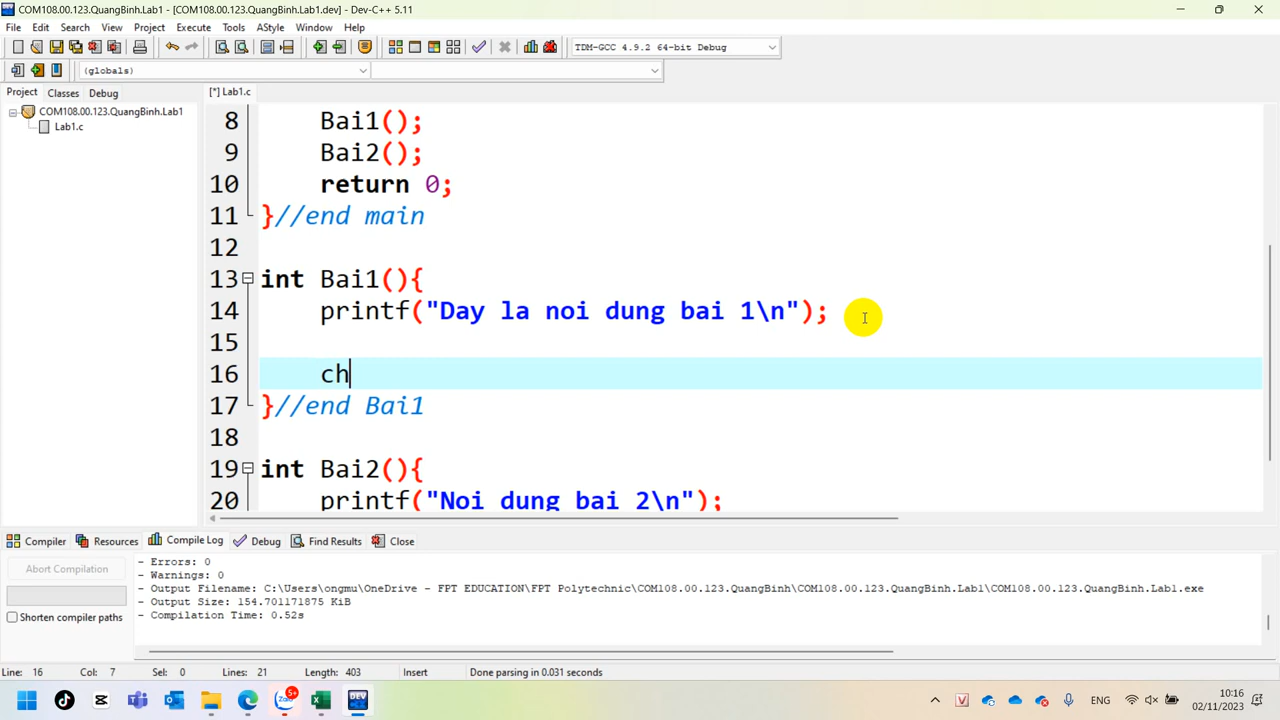 COM108.00.123.QuangBinh.Lab1 - [COM108.00.123.QuangBinh.Lab1.dev] - Dev-C++ 5.11
File Edit Search View Project Execute Tools AStyle Window Help
TDM-GCC 4.9.2 64-bit Debug
(globals)
Project Classes Debug
[*] Lab1.c
COM108.00.123.QuangBinh.Lab1
Lab1.c
8 Bai1();
9 Bai2();
10 return 0;
11 }//end main
12
13 int Bai1(){
14 printf("Day la noi dung bai 1\n");
15
16 ch
17 }//end Bai1
18
19 int Bai2(){
20 printf("Noi dung bai 2\n");
Compiler Resources Compile Log Debug Find Results Close
Abort Compilation
Shorten compiler paths
- Errors: 0
- Warnings: 0
- Output Filename: C:\Users\ongmu\OneDrive - FPT EDUCATION\FPT Polytechnic\COM108.00.123.QuangBinh\COM108.00.123.QuangBinh.Lab1\COM108.00.123.QuangBinh.Lab1.exe
- Output Size: 154.701171875 KiB
- Compilation Time: 0.52s
Line: 16 Col: 7 Sel: 0 Lines: 21 Length: 403 Insert Done parsing in 0.031 seconds
Zalo 5+ DEV V ENG 10:16
02/11/2023